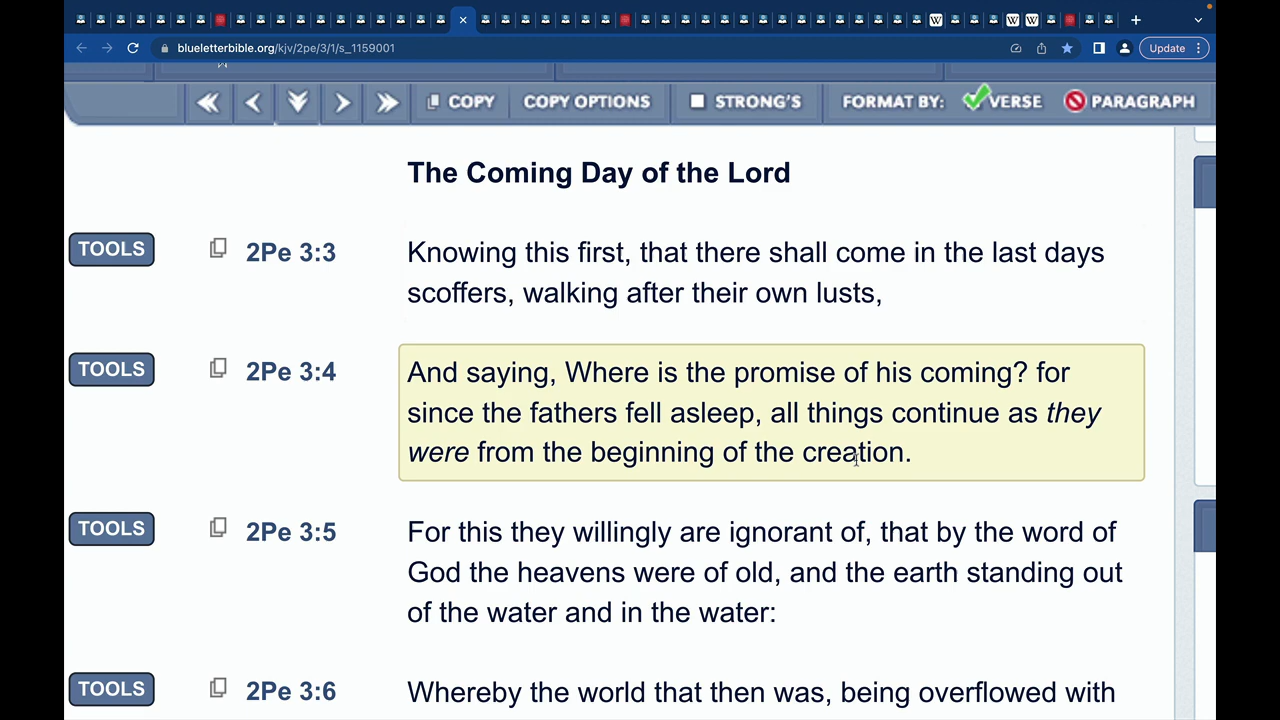 blueletterbible.org/kjv/2pe/3/1/s_1159001
Update
COPY
COPY OPTIONS
STRONG'S
FORMAT BY:
VERSE
PARAGRAPH
The Coming Day of the Lord
TOOLS
2Pe 3:3
Knowing this first, that there shall come in the last days
scoffers, walking after their own lusts,
TOOLS
2Pe 3:4
And saying, Where is the promise of his coming? for
since the fathers fell asleep, all things continue as they
were from the beginning of the creation.
TOOLS
2Pe 3:5
For this they willingly are ignorant of, that by the word of
God the heavens were of old, and the earth standing out
of the water and in the water:
TOOLS
2Pe 3:6
Whereby the world that then was, being overflowed with